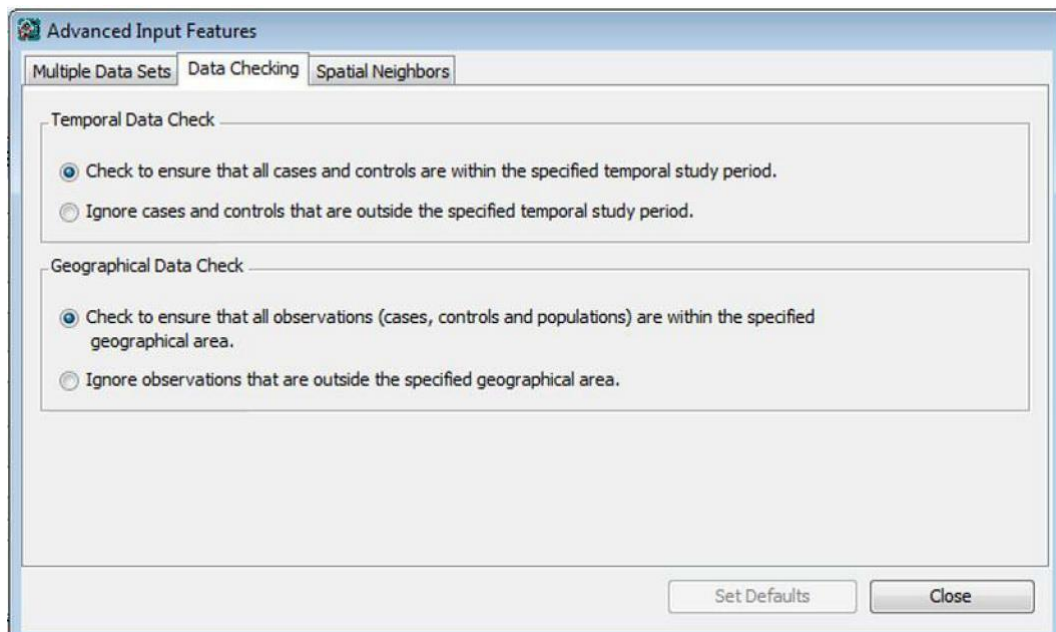 Advanced Input Features
Multiple Data Sets Data Checking Spatial Neighbors
Temporal Data Check
Check to ensure that all cases and controls are within the specified temporal study period.
Ignore cases and controls that are outside the specified temporal study period.
Geographical Data Check
Check to ensure that all observations (cases, controls and populations) are within the specified
geographical area.
Ignore observations that are outside the specified geographical area.
Set Defaults Close